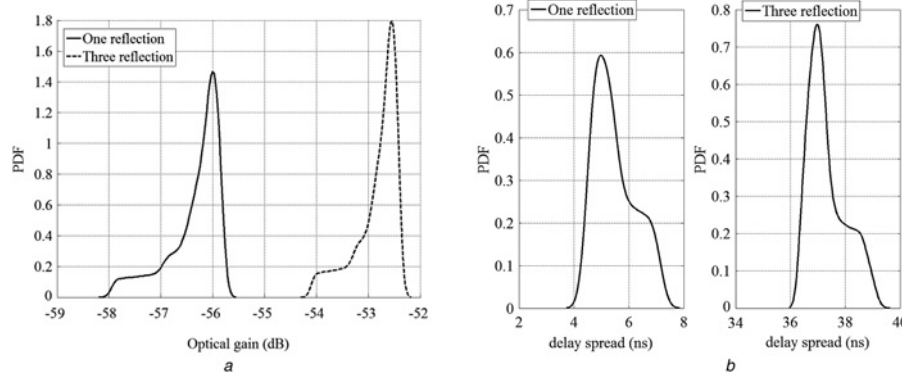 1.8
1.6
1.4
1.2
1
0.8
0.6
0.4
0.2
0
PDF
One reflection
Three reflection
-59 -58 -57 -56 -55 -54 -53 -52
Optical gain (dB)
a
0.7
0.6
0.5
0.4
0.3
0.2
0.1
0
PDF
One reflection
2 4 6 8
delay spread (ns)
0.8
0.7
0.6
0.5
0.4
0.3
0.2
0.1
0
PDF
Three reflection
34 36 38 40
delay spread (ns)
b